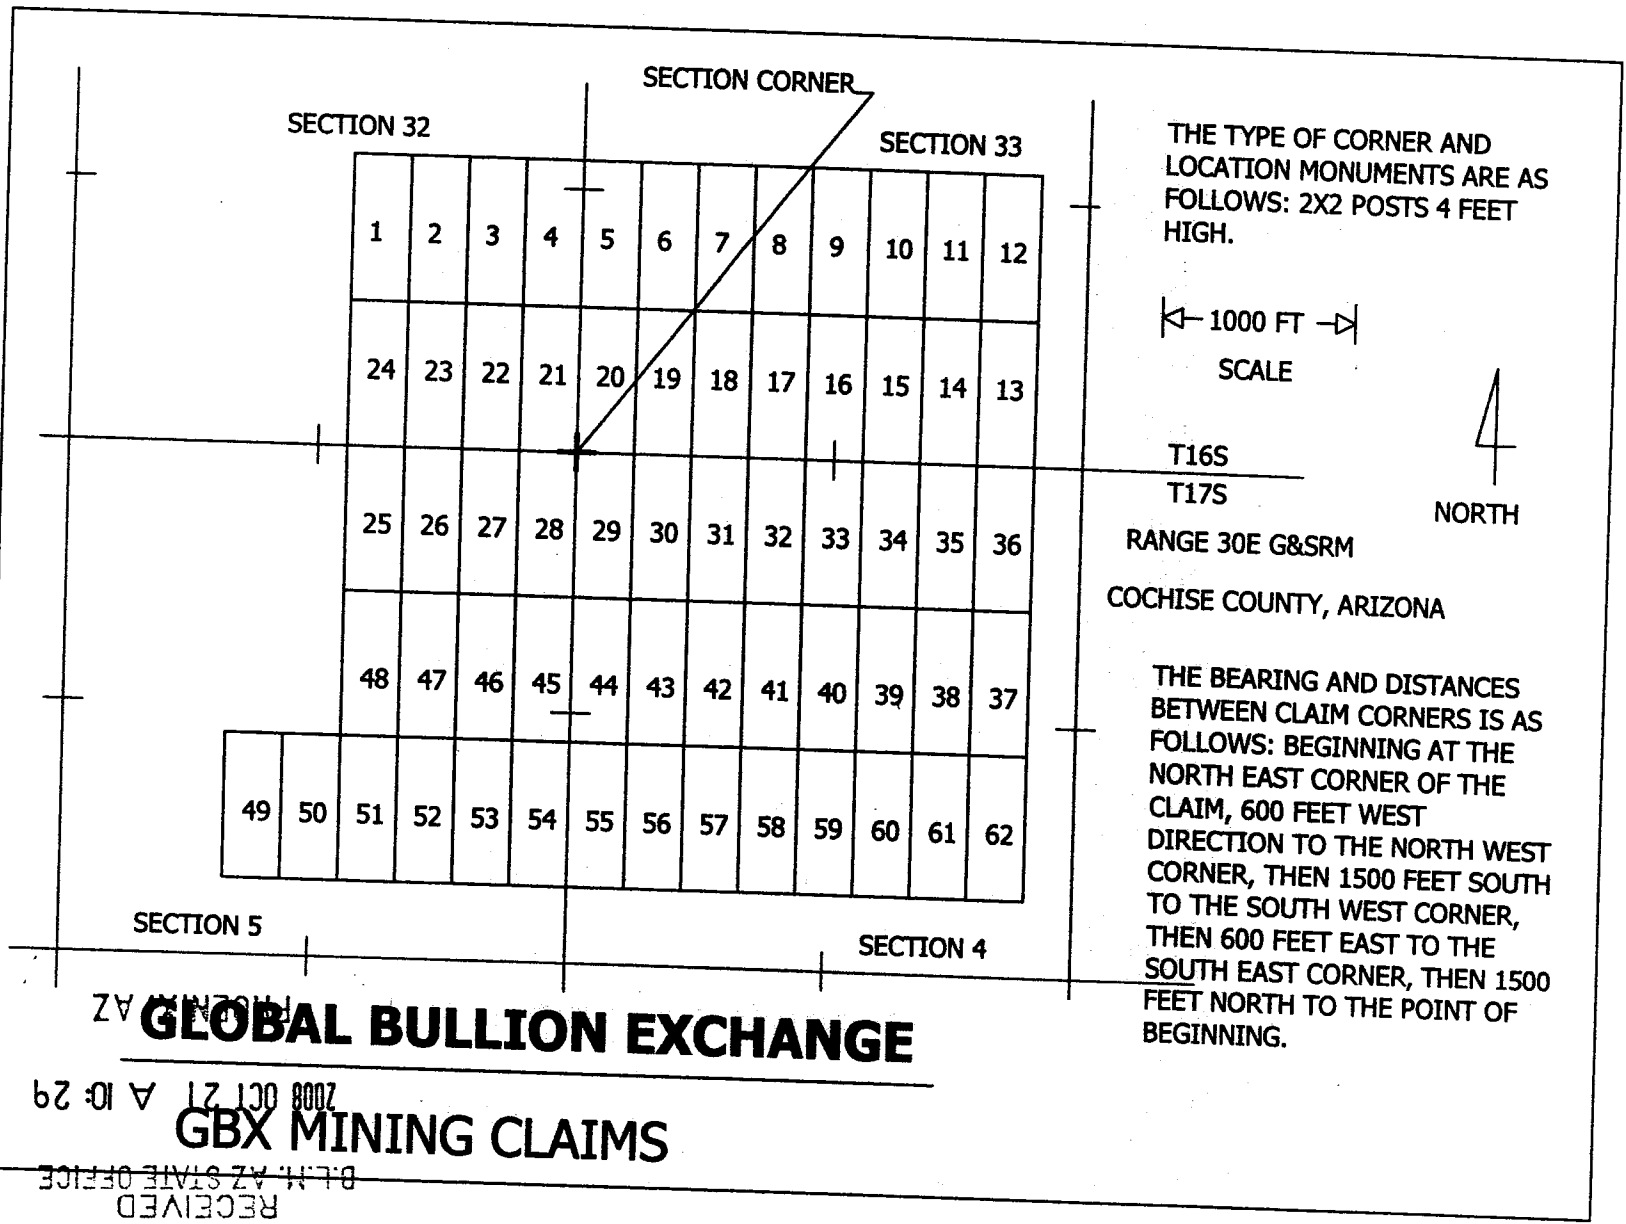 SECTION CORNER
SECTION 32
SECTION 33
1 2 3 4 5 6 7 8 9 10 11 12
24 23 22 21 20 19 18 17 16 15 14 13
25 26 27 28 29 30 31 32 33 34 35 36
48 47 46 45 44 43 42 41 40 39 38 37
49 50 51 52 53 54 55 56 57 58 59 60 61 62
SECTION 5
SECTION 4
THE TYPE OF CORNER AND
LOCATION MONUMENTS ARE AS
FOLLOWS: 2X2 POSTS 4 FEET
HIGH.
1000 FT
SCALE
T16S
T17S
NORTH
RANGE 30E G&SRM
COCHISE COUNTY, ARIZONA
THE BEARING AND DISTANCES
BETWEEN CLAIM CORNERS IS AS
FOLLOWS: BEGINNING AT THE
NORTH EAST CORNER OF THE
CLAIM, 600 FEET WEST
DIRECTION TO THE NORTH WEST
CORNER, THEN 1500 FEET SOUTH
TO THE SOUTH WEST CORNER,
THEN 600 FEET EAST TO THE
SOUTH EAST CORNER, THEN 1500
FEET NORTH TO THE POINT OF
BEGINNING.
GLOBAL BULLION EXCHANGE
GBX MINING CLAIMS
RECEIVED
B.L.M. AZ STATE OFFICE
2008 OCT 21 A 10: 29
PHOENIX, AZ